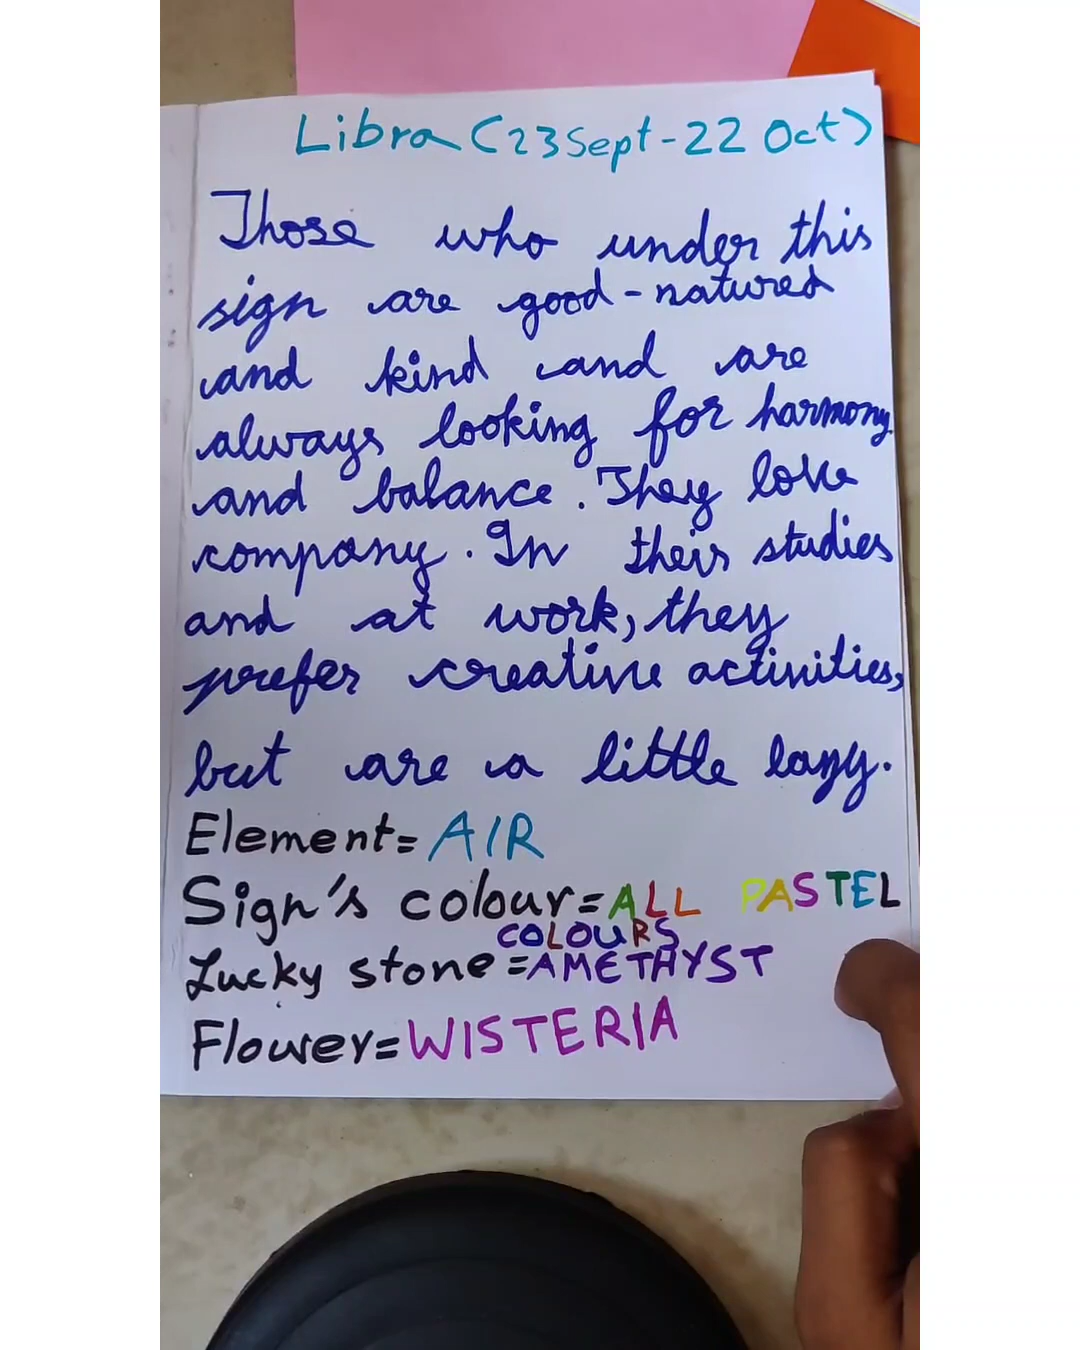 Libra (23 Sept - 22 Oct)
Those who under this
sign are good-natured
and kind and are
always looking for harmony
and balance. They love
company. In their studies
and at work, they
prefer creative activities,
but are a little lazy.
Element = AIR
Sign's colour = ALL PASTEL
COLOURS
Lucky stone = AMETHYST
Flower = WISTERIA